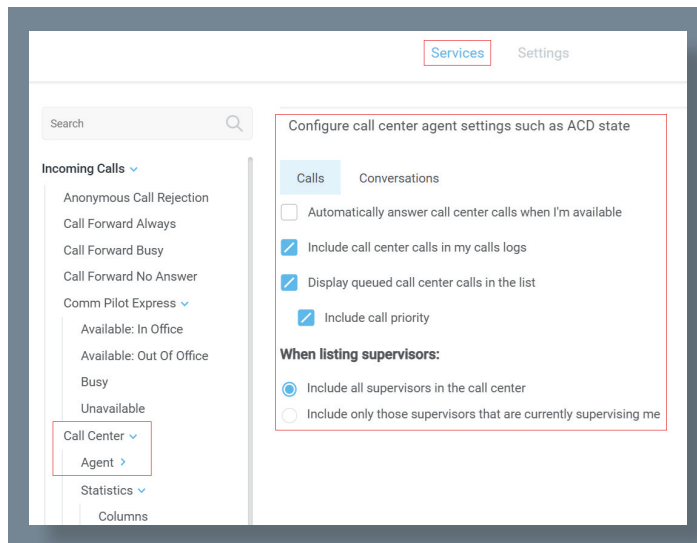 Services Settings
Search
Incoming Calls
Anonymous Call Rejection
Call Forward Always
Call Forward Busy
Call Forward No Answer
Comm Pilot Express
Available: In Office
Available: Out Of Office
Busy
Unavailable
Call Center
Agent
Statistics
Columns
Configure call center agent settings such as ACD state
Calls Conversations
Automatically answer call center calls when I'm available
Include call center calls in my calls logs
Display queued call center calls in the list
Include call priority
When listing supervisors:
Include all supervisors in the call center
Include only those supervisors that are currently supervising me